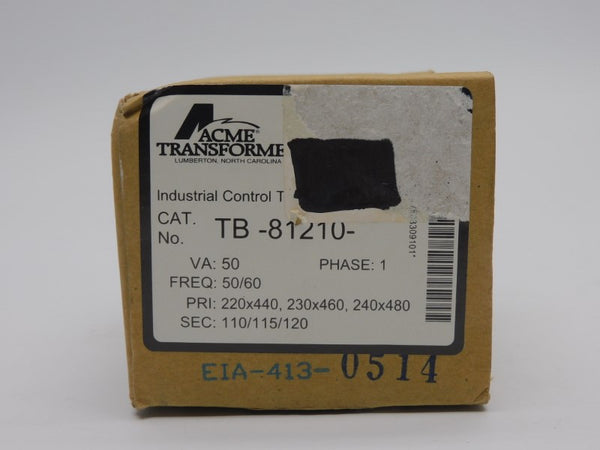 ACME
TRANSFORME
LUMBERTON, NORTH CAROLINA
Industrial Control T
CAT. No. TB -81210-
VA: 50 PHASE: 1
FREQ: 50/60
PRI: 220x440, 230x460, 240x480
SEC: 110/115/120
EIA-413-0514